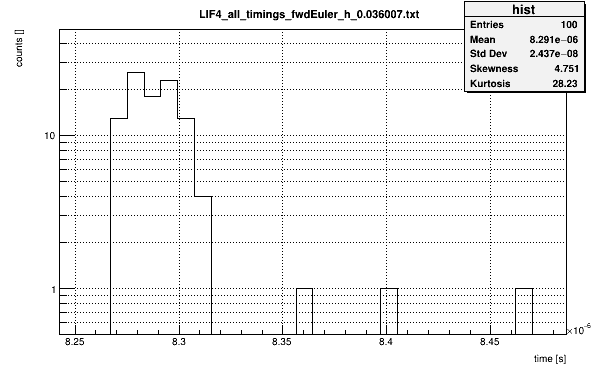 LIF4_all_timings_fwdEuler_h_0.036007.txt
hist
Entries 100
Mean 8.291e−06
Std Dev 2.437e−08
Skewness 4.751
Kurtosis 28.23
counts []
10
1
8.25 8.3 8.35 8.4 8.45
×10⁻⁶
time [s]